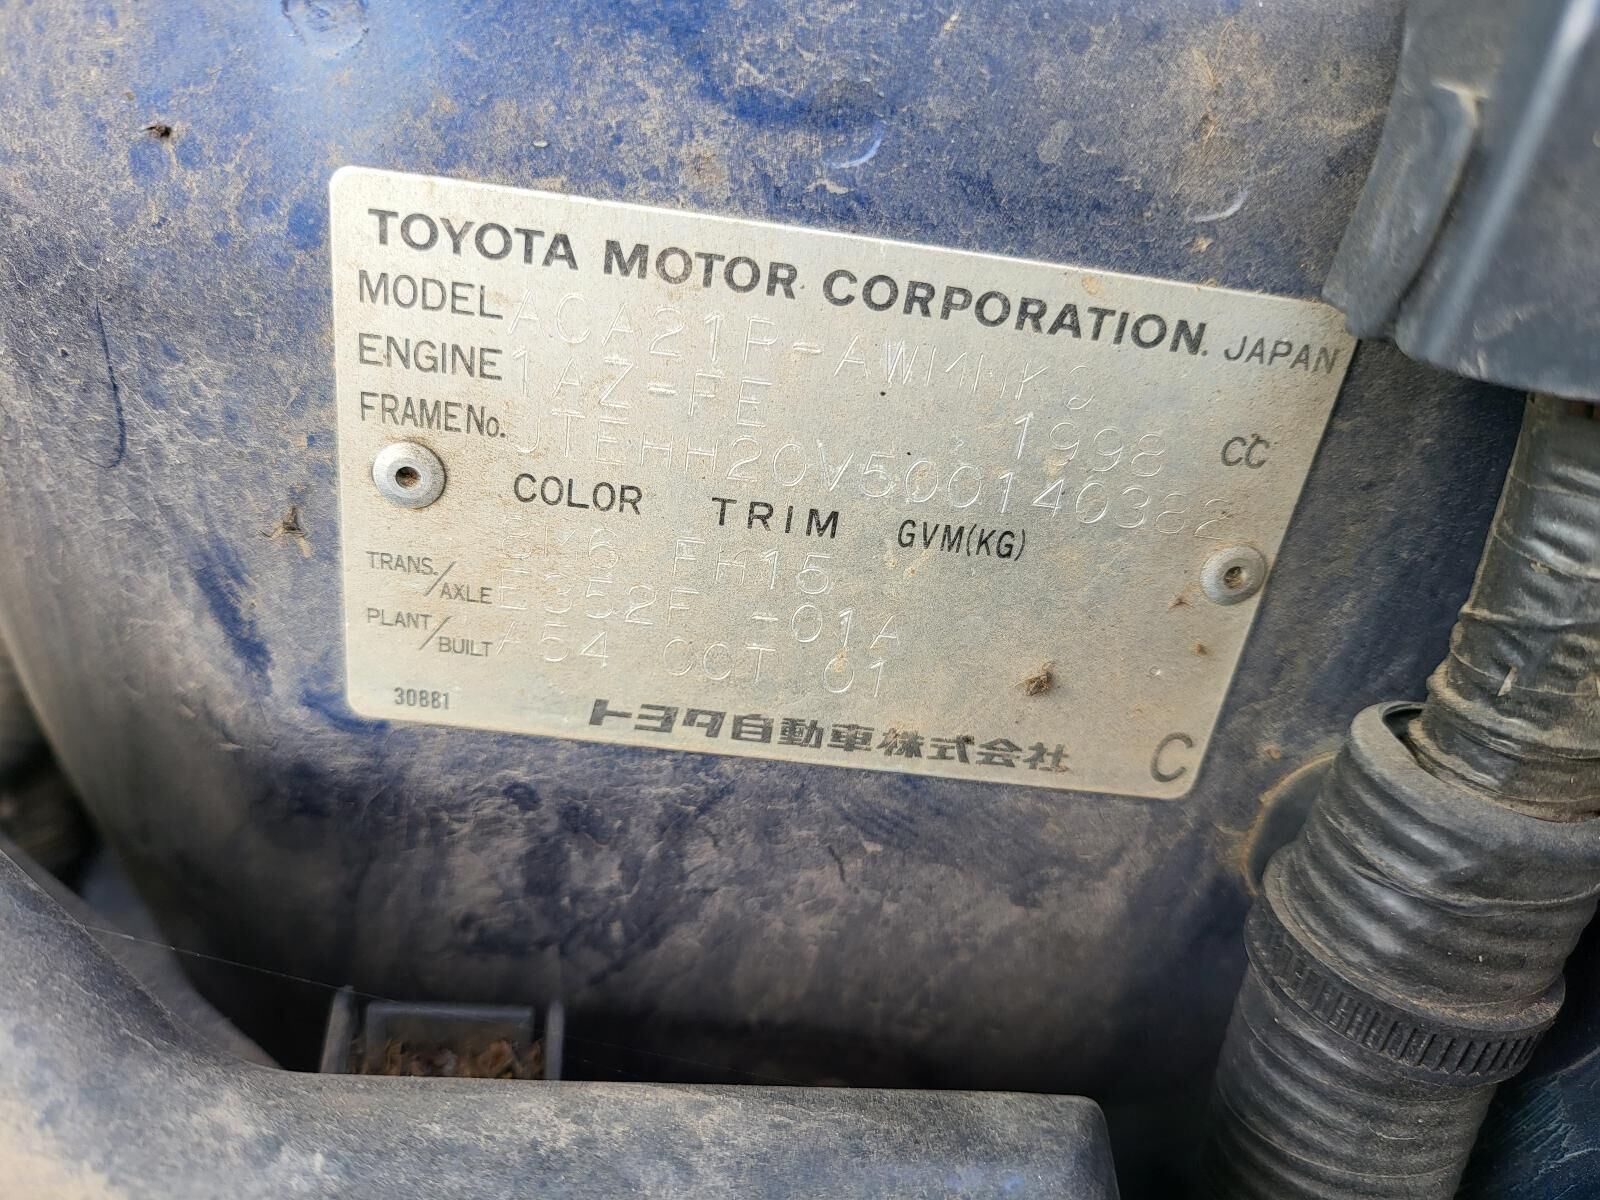 TOYOTA MOTOR CORPORATION. JAPAN
MODEL ACA21R-AWMNKQ
ENGINE 1AZ-FE 1998 CC
FRAME No. JTEHH20V500140382
COLOR TRIM GVM(KG)
8M6 FH15
TRANS./AXLE E352F -01A
PLANT/BUILT A54 OCT 01
30881
トヨタ自動車株式会社 C